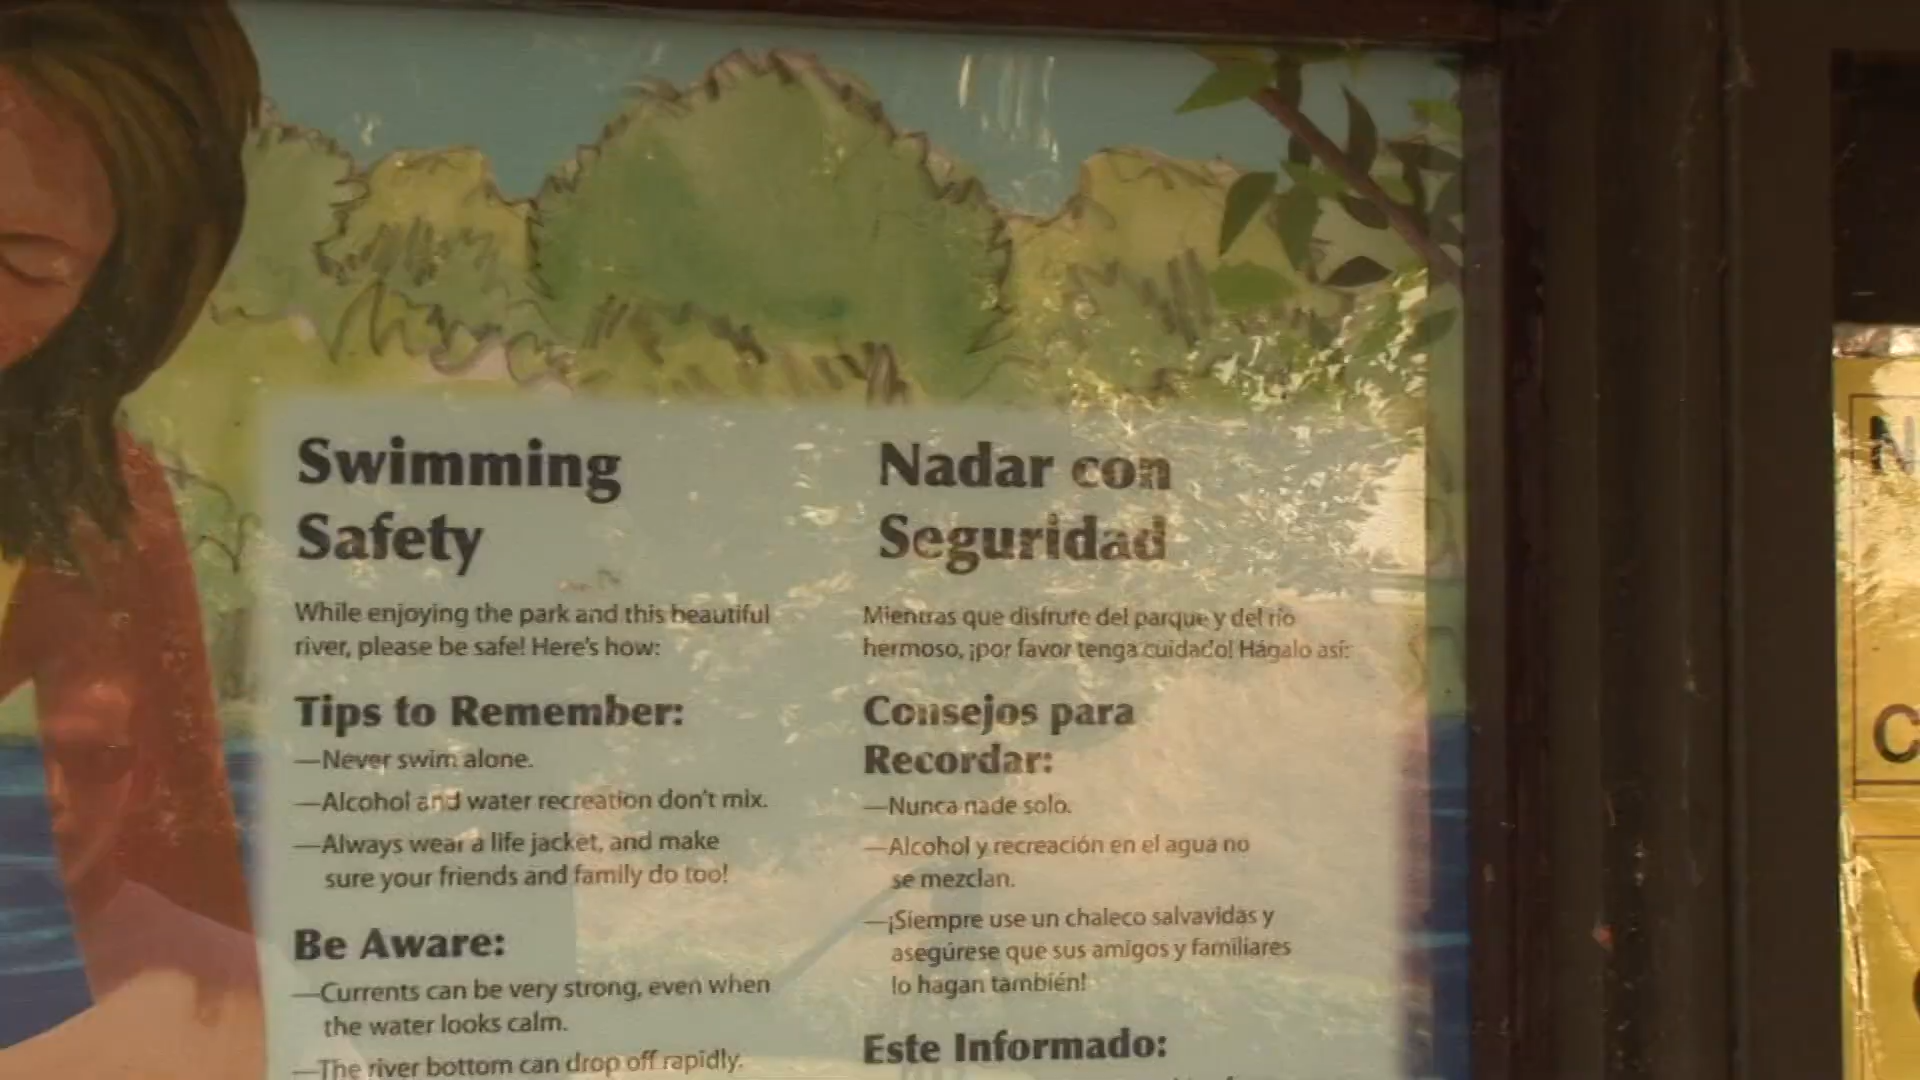 Swimming
Safety
While enjoying the park and this beautiful
river, please be safe! Here's how:
Tips to Remember:
—Never swim alone.
—Alcohol and water recreation don't mix.
—Always wear a life jacket, and make
sure your friends and family do too!
Be Aware:
—Currents can be very strong, even when
the water looks calm.
—The river bottom can drop off rapidly.
Nadar con
Seguridad
Mientras que disfrute del parque y del río
hermoso, ¡por favor tenga cuidado! Hágalo así:
Consejos para
Recordar:
—Nunca nade solo.
—Alcohol y recreación en el agua no
se mezclan.
—¡Siempre use un chaleco salvavidas y
asegúrese que sus amigos y familiares
lo hagan también!
Este Informado: